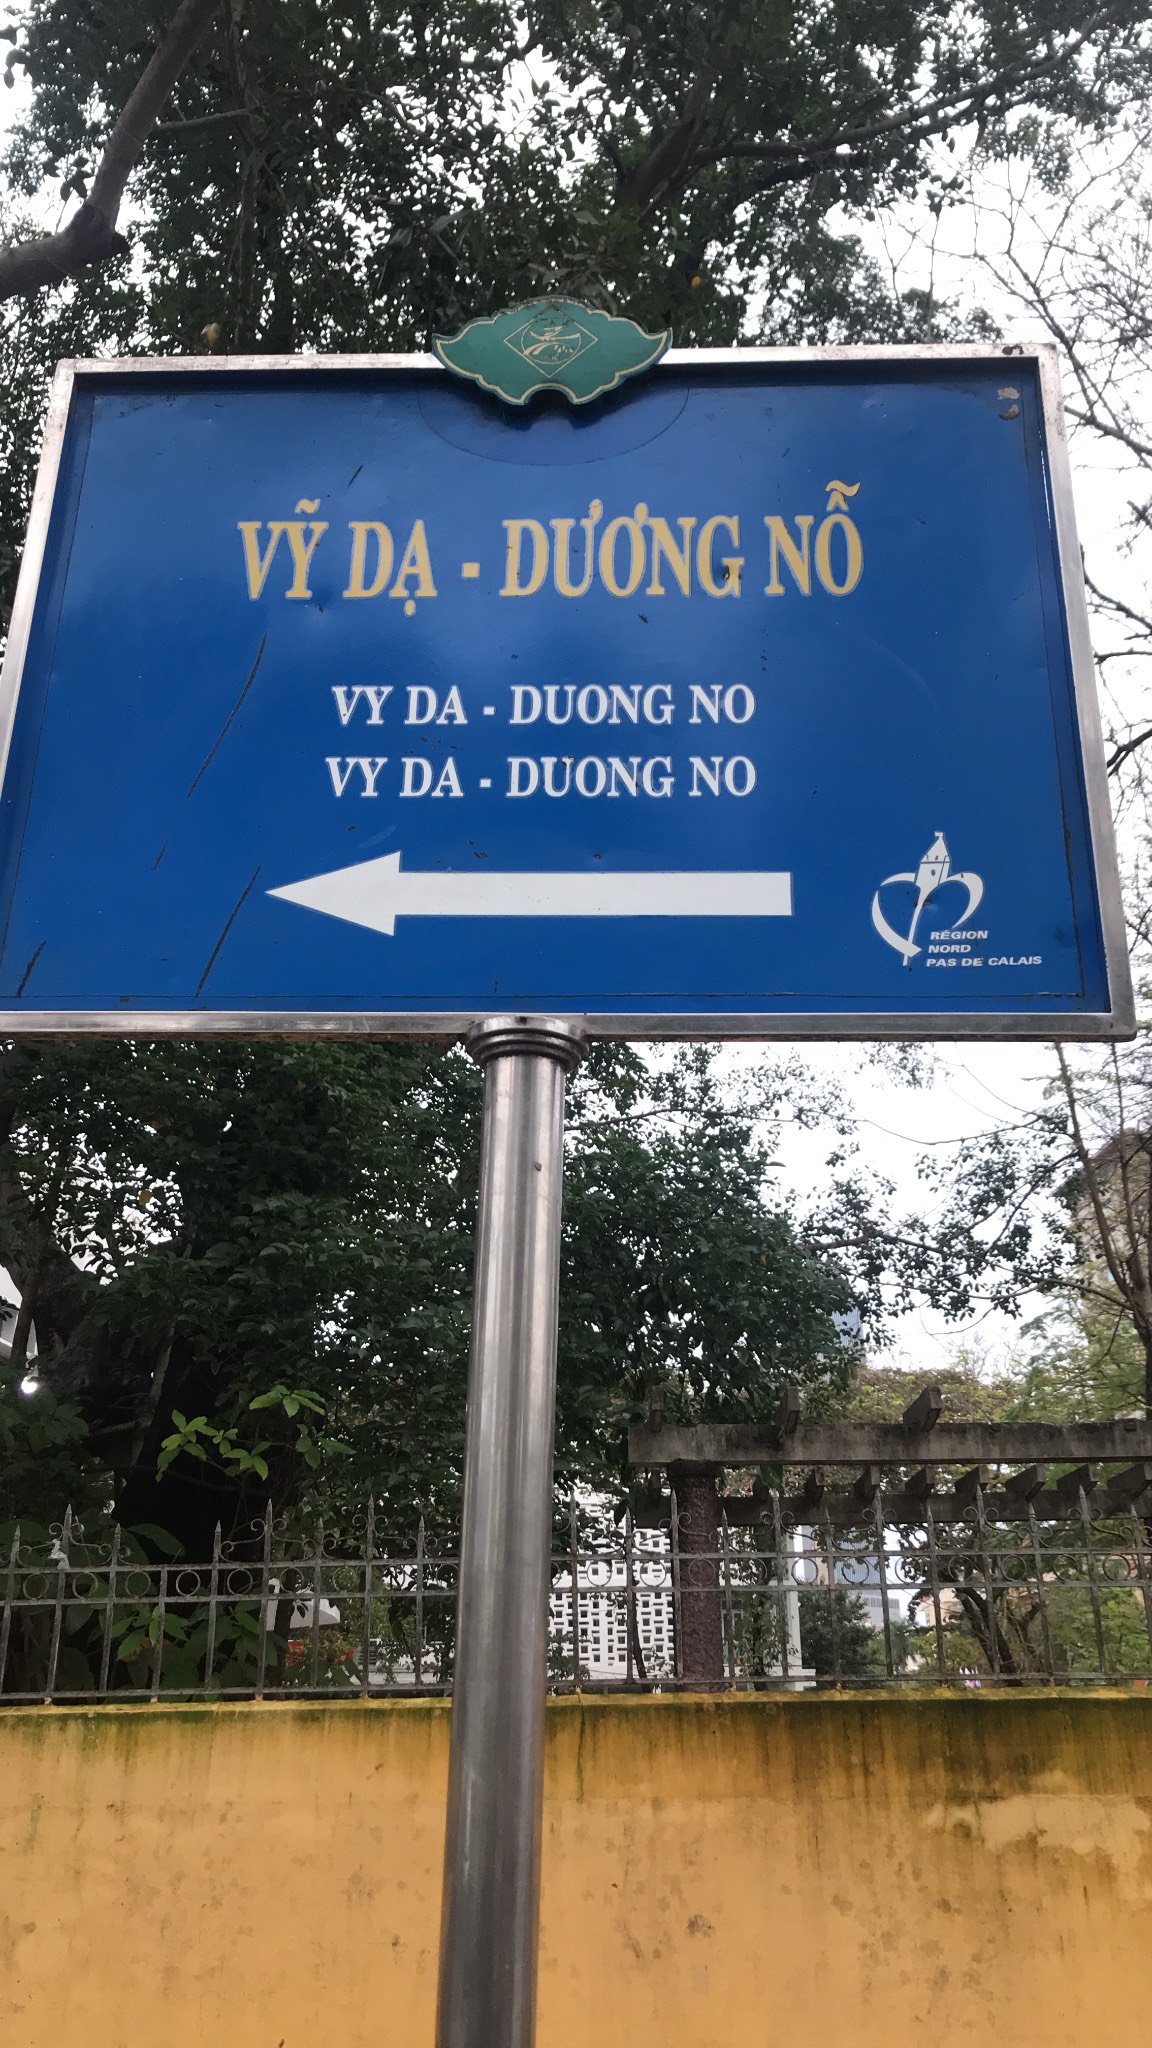 VỸ DẠ - DƯƠNG NỖ
VY DA - DUONG NO
VY DA - DUONG NO
RÉGION
NORD
PAS DE CALAIS